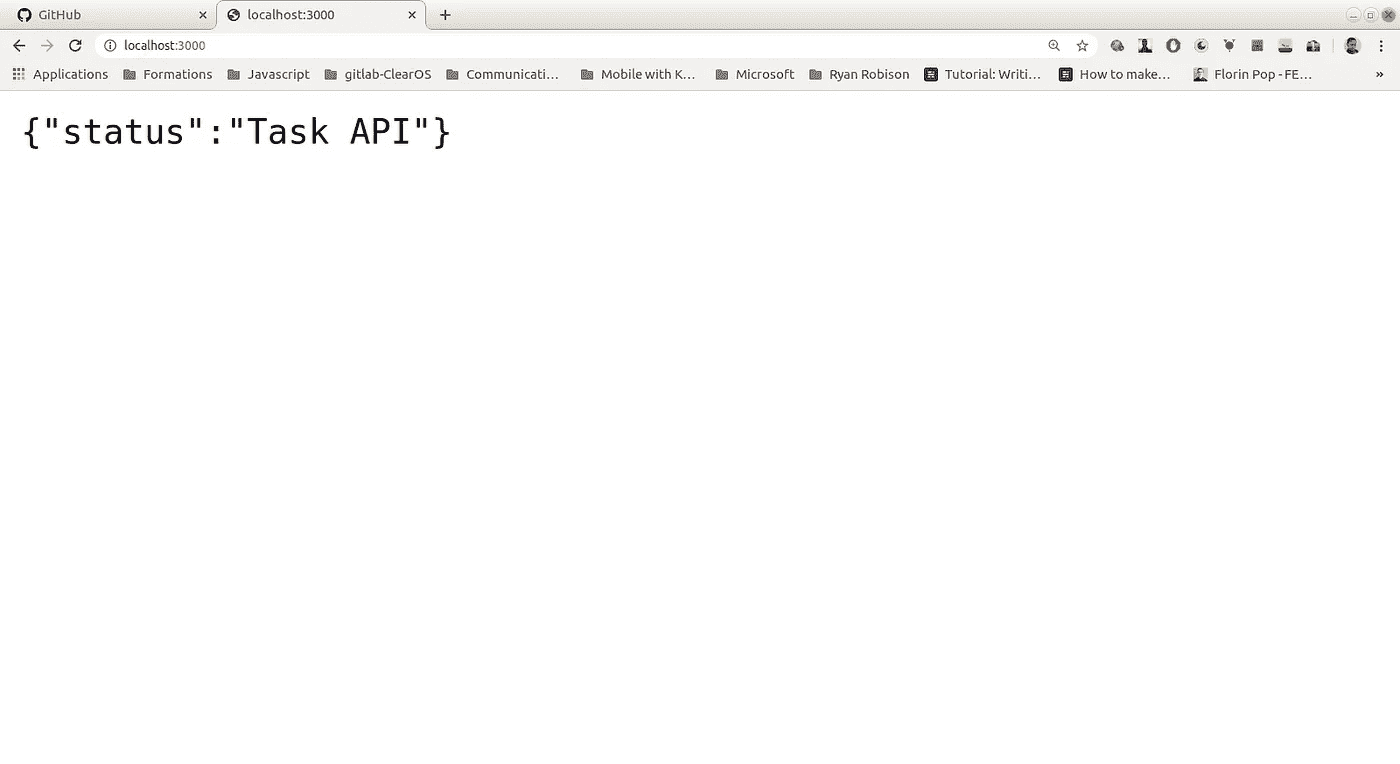 GitHub localhost:3000
localhost:3000
Applications Formations Javascript gitlab-ClearOS Communicati… Mobile with K… Microsoft Ryan Robison Tutorial: Writi… How to make… Florin Pop - FE… »
{"status":"Task API"}